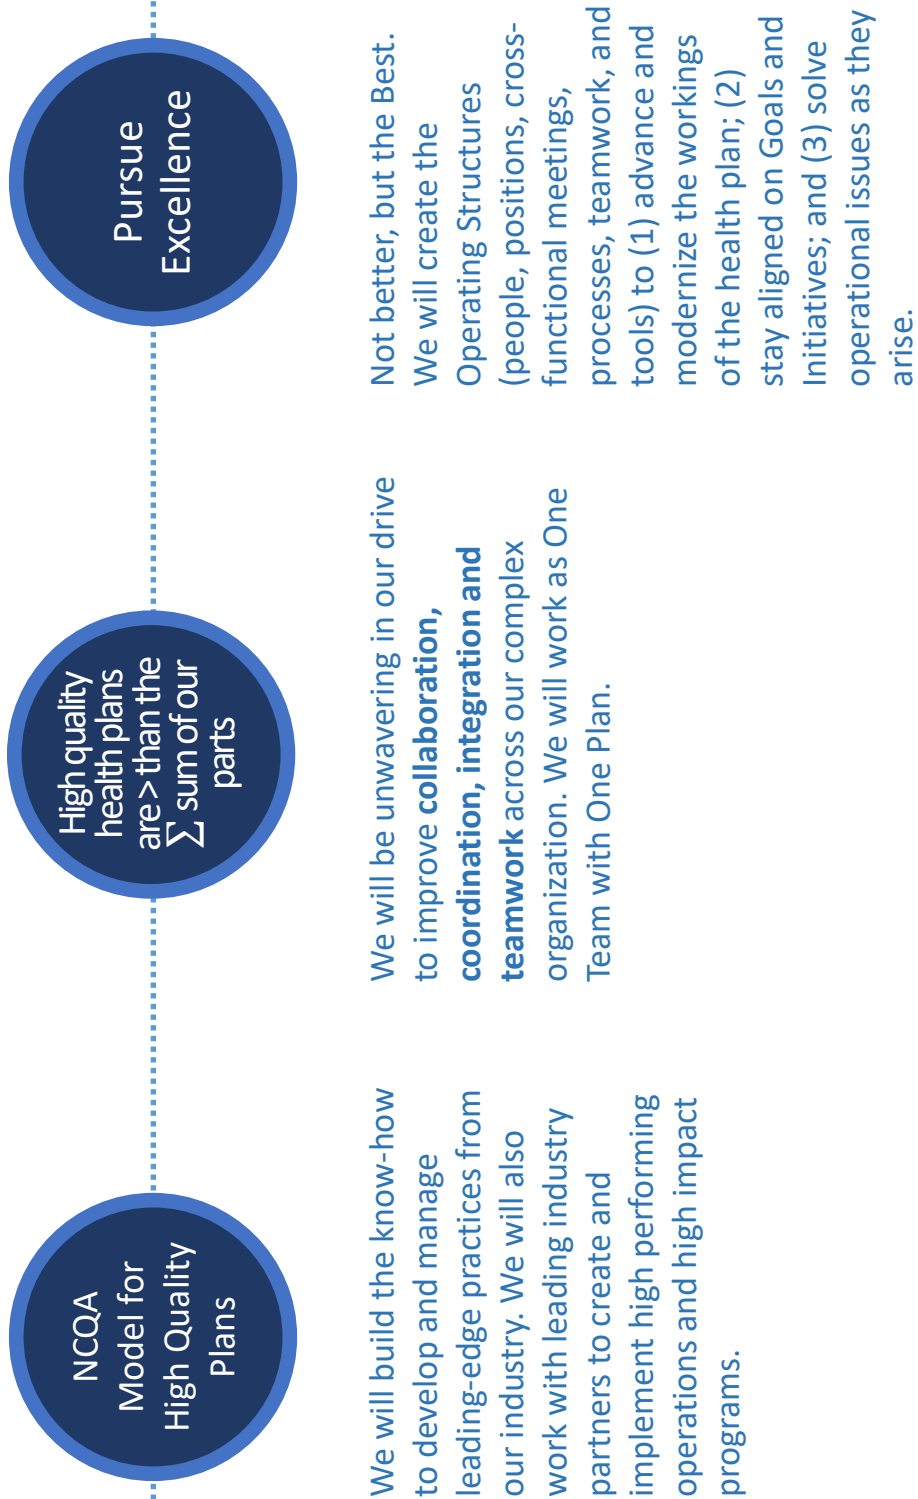 NCQA
Model for
High Quality
Plans
We will build the know-how
to develop and manage
leading-edge practices from
our industry. We will also
work with leading industry
partners to create and
implement high performing
operations and high impact
programs.
High quality
health plans
are > than the
∑ sum of our
parts
We will be unwavering in our drive
to improve collaboration,
coordination, integration and
teamwork across our complex
organization. We will work as One
Team with One Plan.
Pursue
Excellence
Not better, but the Best.
We will create the
Operating Structures
(people, positions, cross-
functional meetings,
processes, teamwork, and
tools) to (1) advance and
modernize the workings
of the health plan; (2)
stay aligned on Goals and
Initiatives; and (3) solve
operational issues as they
arise.